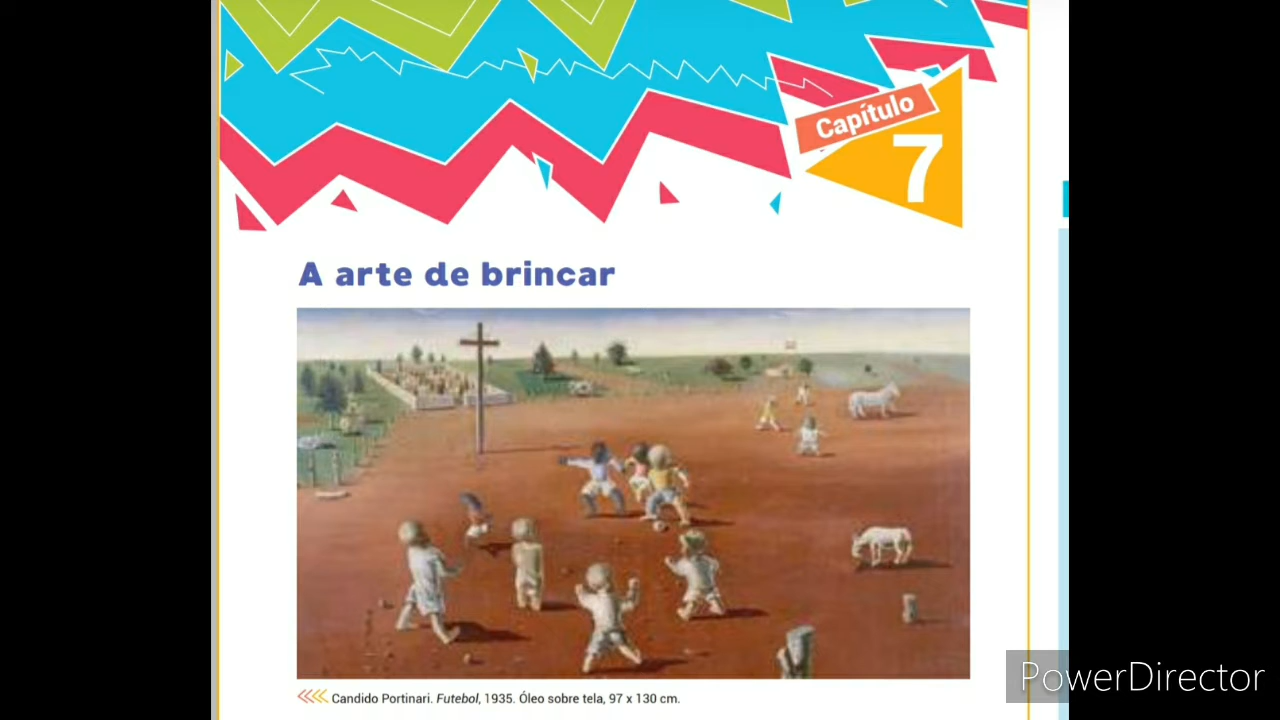 Capítulo
7
A arte de brincar
Candido Portinari. Futebol, 1935. Óleo sobre tela, 97 x 130 cm.
PowerDirector